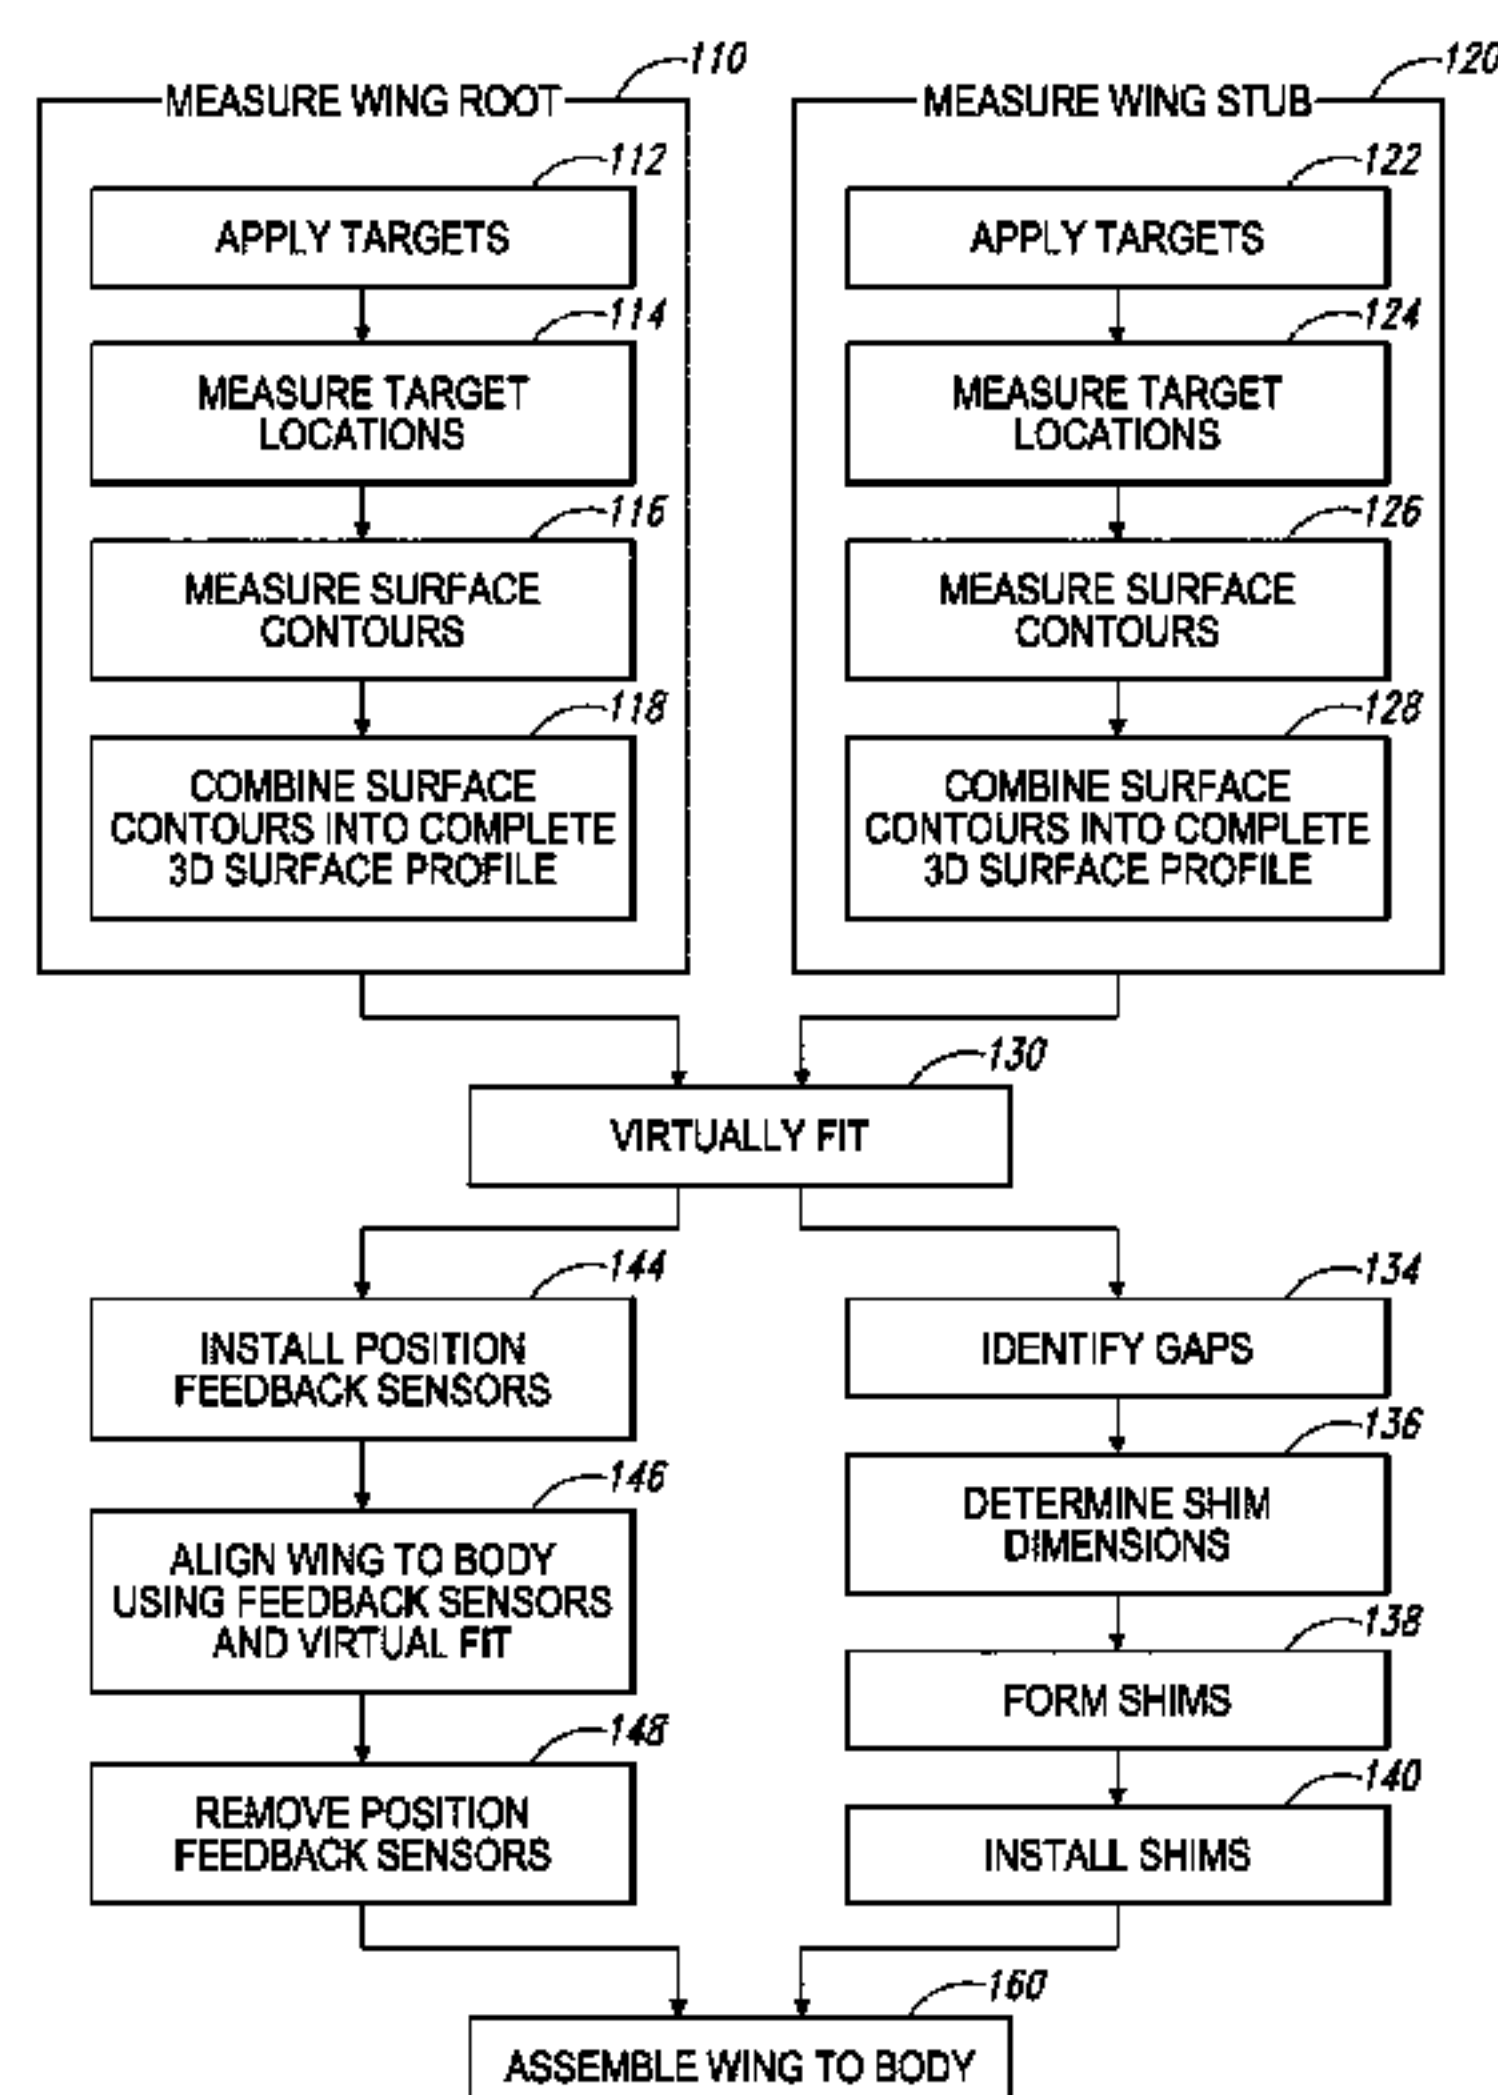 110
MEASURE WING ROOT
112
APPLY TARGETS
114
MEASURE TARGET
LOCATIONS
116
MEASURE SURFACE
CONTOURS
118
COMBINE SURFACE
CONTOURS INTO COMPLETE
3D SURFACE PROFILE
120
MEASURE WING STUB
122
APPLY TARGETS
124
MEASURE TARGET
LOCATIONS
126
MEASURE SURFACE
CONTOURS
128
COMBINE SURFACE
CONTOURS INTO COMPLETE
3D SURFACE PROFILE
130
VIRTUALLY FIT
144
INSTALL POSITION
FEEDBACK SENSORS
146
ALIGN WING TO BODY
USING FEEDBACK SENSORS
AND VIRTUAL FIT
148
REMOVE POSITION
FEEDBACK SENSORS
134
IDENTIFY GAPS
136
DETERMINE SHIM
DIMENSIONS
138
FORM SHIMS
140
INSTALL SHIMS
160
ASSEMBLE WING TO BODY